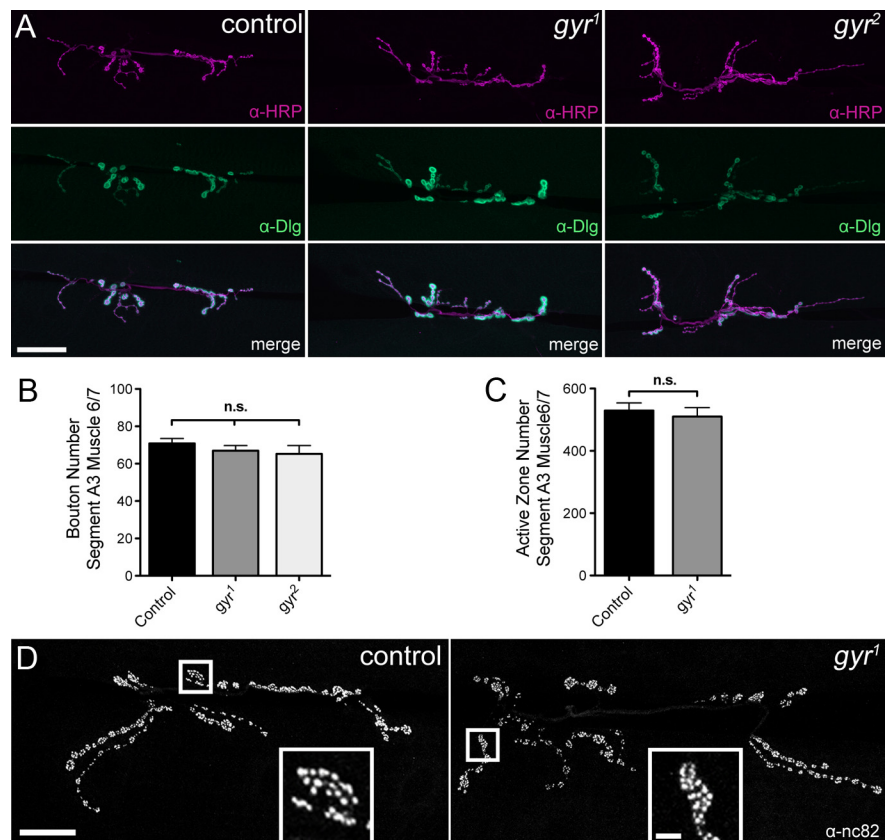 A
control
gyr¹
gyr²
α-HRP
α-HRP
α-HRP
α-Dlg
α-Dlg
α-Dlg
merge
merge
merge
B
Bouton Number
Segment A3 Muscle 6/7
100
80
60
40
20
0
n.s.
Control
gyr¹
gyr²
C
Active Zone Number
Segment A3 Muscle6/7
600
400
200
0
n.s.
Control
gyr¹
D
control
gyr¹
α-nc82